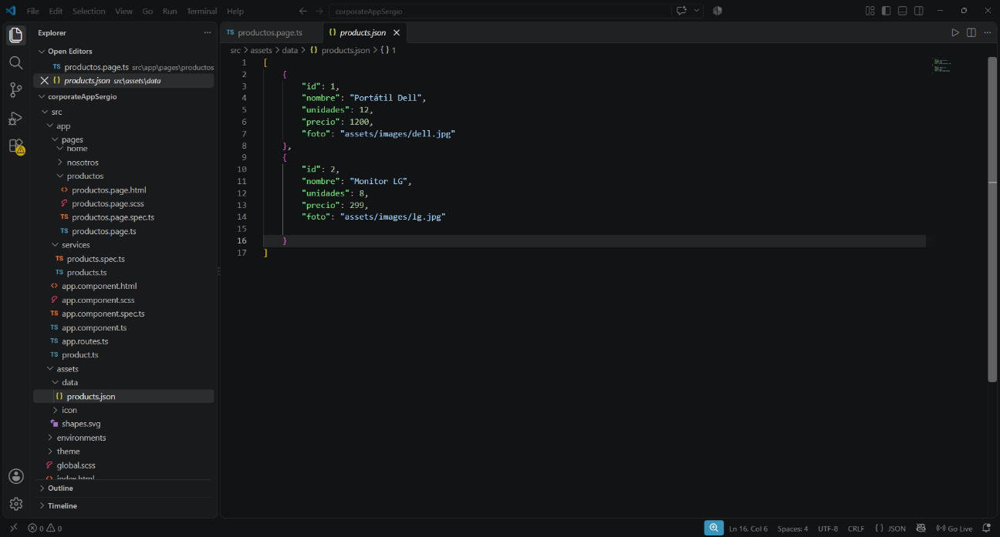 File Edit Selection View Go Run Terminal Help
corporateAppSergio
Explorer
Open Editors
TS productos.page.ts src\app\pages\productos
{} products.json src\assets\data
corporateAppSergio
src
app
pages
home
nosotros
productos
<> productos.page.html
productos.page.scss
TS productos.page.spec.ts
TS productos.page.ts
services
TS products.spec.ts
TS products.ts
<> app.component.html
app.component.scss
TS app.component.spec.ts
TS app.component.ts
TS app.routes.ts
TS product.ts
assets
data
{} products.json
icon
shapes.svg
environments
theme
global.scss
<> index.html
Outline
Timeline
TS productos.page.ts {} products.json
src > assets > data > {} products.json > {} 1
1 [
2 {
3 "id": 1,
4 "nombre": "Portátil Dell",
5 "unidades": 12,
6 "precio": 1200,
7 "foto": "assets/images/dell.jpg"
8 },
9 {
10 "id": 2,
11 "nombre": "Monitor LG",
12 "unidades": 8,
13 "precio": 299,
14 "foto": "assets/images/lg.jpg"
15
16 }
17 ]
0 0 Ln 16, Col 6 Spaces: 4 UTF-8 CRLF {} JSON Go Live